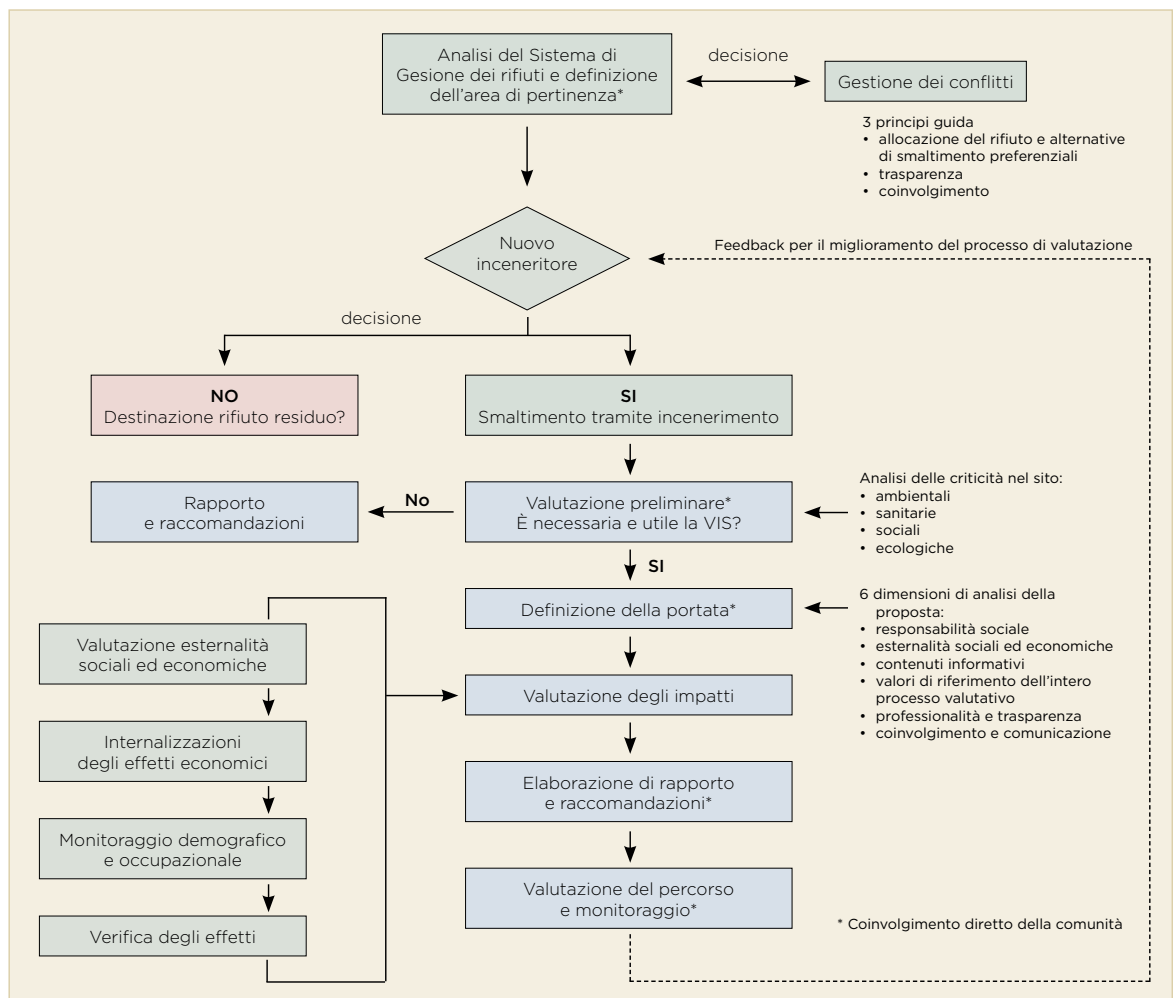 Analisi del Sistema di
Gesione dei rifiuti e definizione
dell'area di pertinenza*
decisione
Gestione dei conflitti
3 principi guida
• allocazione del rifiuto e alternative
di smaltimento preferenziali
• trasparenza
• coinvolgimento
Nuovo
inceneritore
Feedback per il miglioramento del processo di valutazione
decisione
NO
Destinazione rifiuto residuo?
SI
Smaltimento tramite incenerimento
Rapporto
e raccomandazioni
No
Valutazione preliminare*
È necessaria e utile la VIS?
Analisi delle criticità nel sito:
• ambientali
• sanitarie
• sociali
• ecologiche
SI
Definizione della portata*
6 dimensioni di analisi della
proposta:
• responsabilità sociale
• esternalità sociali ed economiche
• contenuti informativi
• valori di riferimento dell'intero
processo valutativo
• professionalità e trasparenza
• coinvolgimento e comunicazione
Valutazione esternalità
sociali ed economiche
Valutazione degli impatti
Internalizzazioni
degli effetti economici
Elaborazione di rapporto
e raccomandazioni*
Monitoraggio demografico
e occupazionale
Valutazione del percorso
e monitoraggio*
Verifica degli effetti
* Coinvolgimento diretto della comunità